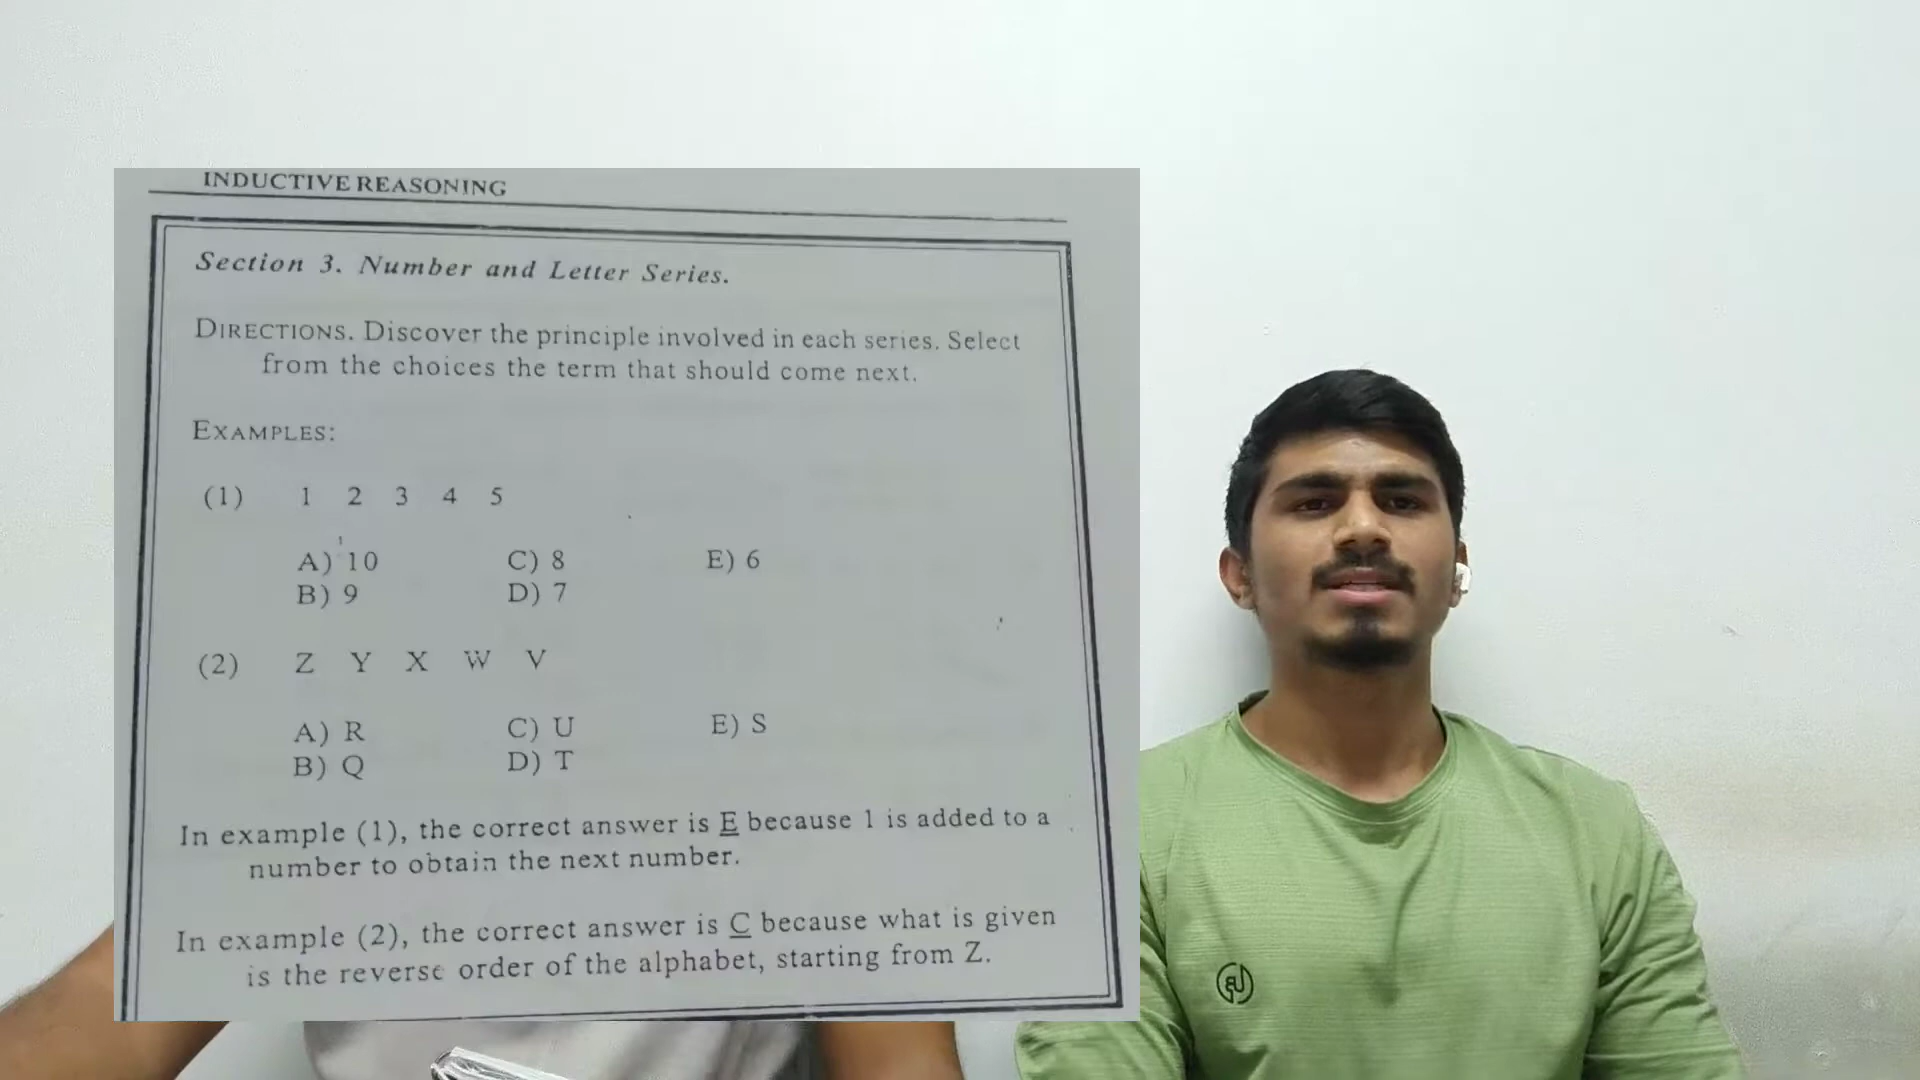 INDUCTIVE REASONING
Section 3. Number and Letter Series.
DIRECTIONS. Discover the principle involved in each series. Select
from the choices the term that should come next.
EXAMPLES:
(1) 1 2 3 4 5
A) 10 C) 8 E) 6
B) 9 D) 7
(2) Z Y X W V
A) R C) U E) S
B) Q D) T
In example (1), the correct answer is E because 1 is added to a
number to obtain the next number.
In example (2), the correct answer is C because what is given
is the reverse order of the alphabet, starting from Z.